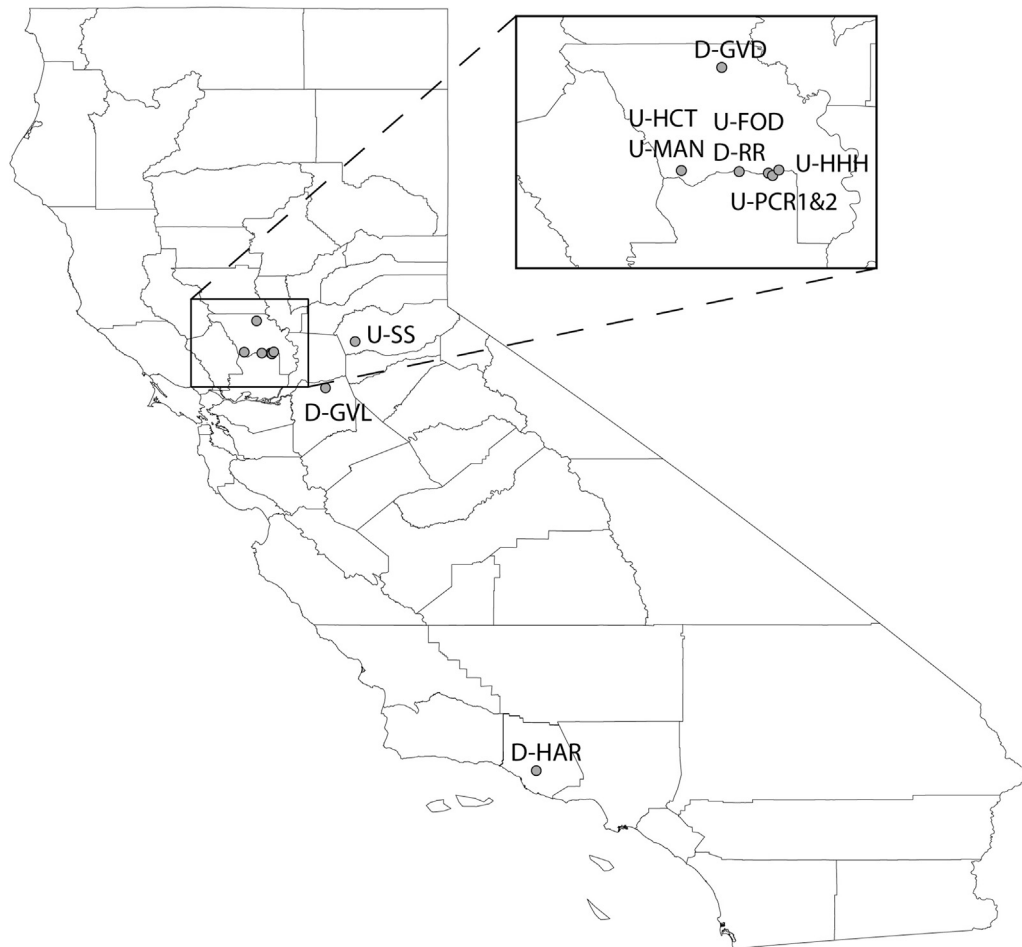 D-GVD
U-HCT
U-FOD
U-MAN
D-RR
U-HHH
U-PCR1&2
U-SS
D-GVL
D-HAR